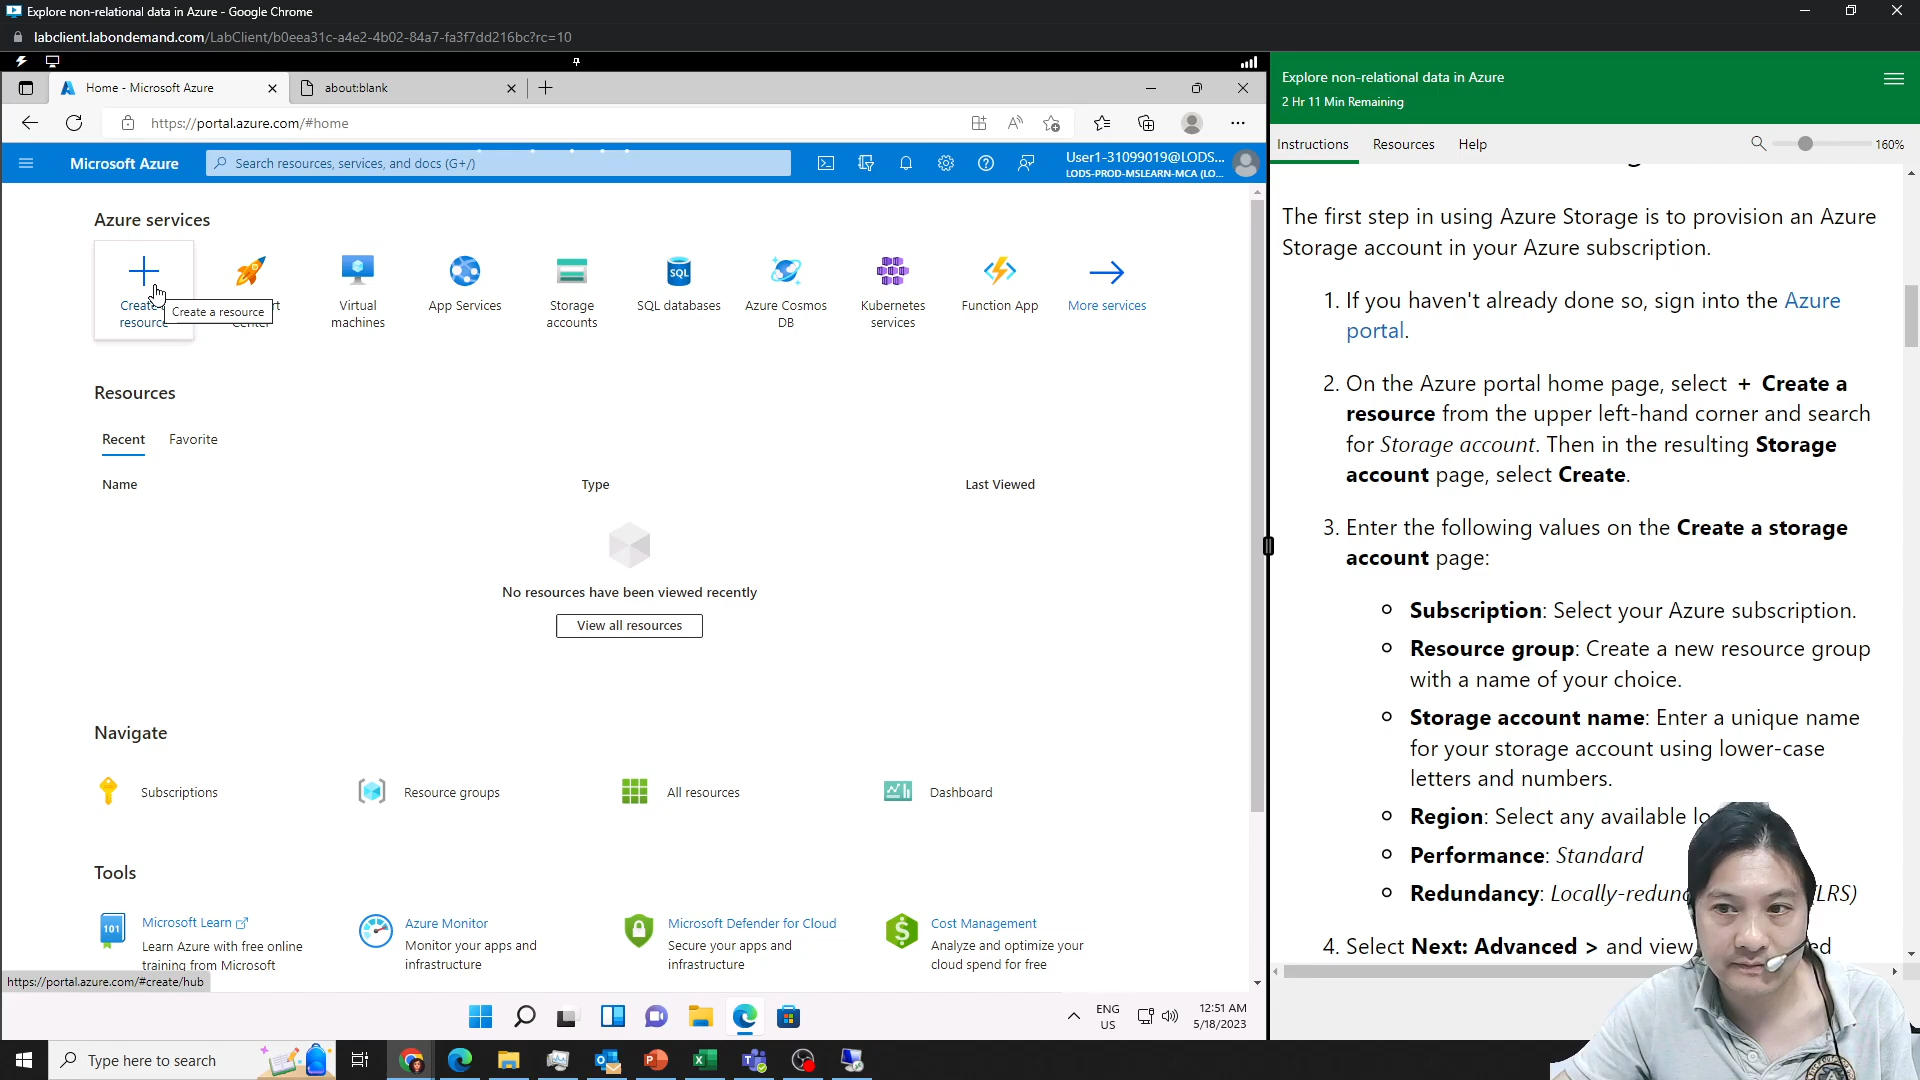 Explore non-relational data in Azure - Google Chrome
labclient.labondemand.com/LabClient/b0eea31c-a4e2-4b02-84a7-fa3f7dd216bc?rc=10
Home - Microsoft Azure
about:blank
https://portal.azure.com/#home
Microsoft Azure
Search resources, services, and docs (G+/)
User1-31099019@LODS...
LODS-PROD-MSLEARN-MCA (LO...
Azure services
Create
resource
Create a resource
Center
Virtual
machines
App Services
Storage
accounts
SQL
SQL databases
Azure Cosmos
DB
Kubernetes
services
Function App
More services
Resources
Recent
Favorite
Name
Type
Last Viewed
No resources have been viewed recently
View all resources
Navigate
Subscriptions
Resource groups
All resources
Dashboard
Tools
101
Microsoft Learn
Learn Azure with free online
training from Microsoft
Azure Monitor
Monitor your apps and
infrastructure
Microsoft Defender for Cloud
Secure your apps and
infrastructure
Cost Management
Analyze and optimize your
cloud spend for free
https://portal.azure.com/#create/hub
ENG
US
12:51 AM
5/18/2023
Type here to search
Explore non-relational data in Azure
2 Hr 11 Min Remaining
Instructions
Resources
Help
160%
The first step in using Azure Storage is to provision an Azure
Storage account in your Azure subscription.
1. If you haven't already done so, sign into the Azure
portal.
2. On the Azure portal home page, select + Create a
resource from the upper left-hand corner and search
for Storage account. Then in the resulting Storage
account page, select Create.
3. Enter the following values on the Create a storage
account page:
Subscription: Select your Azure subscription.
Resource group: Create a new resource group
with a name of your choice.
Storage account name: Enter a unique name
for your storage account using lower-case
letters and numbers.
Region: Select any available lo
Performance: Standard
Redundancy: Locally-redund LRS)
4. Select Next: Advanced > and view ed